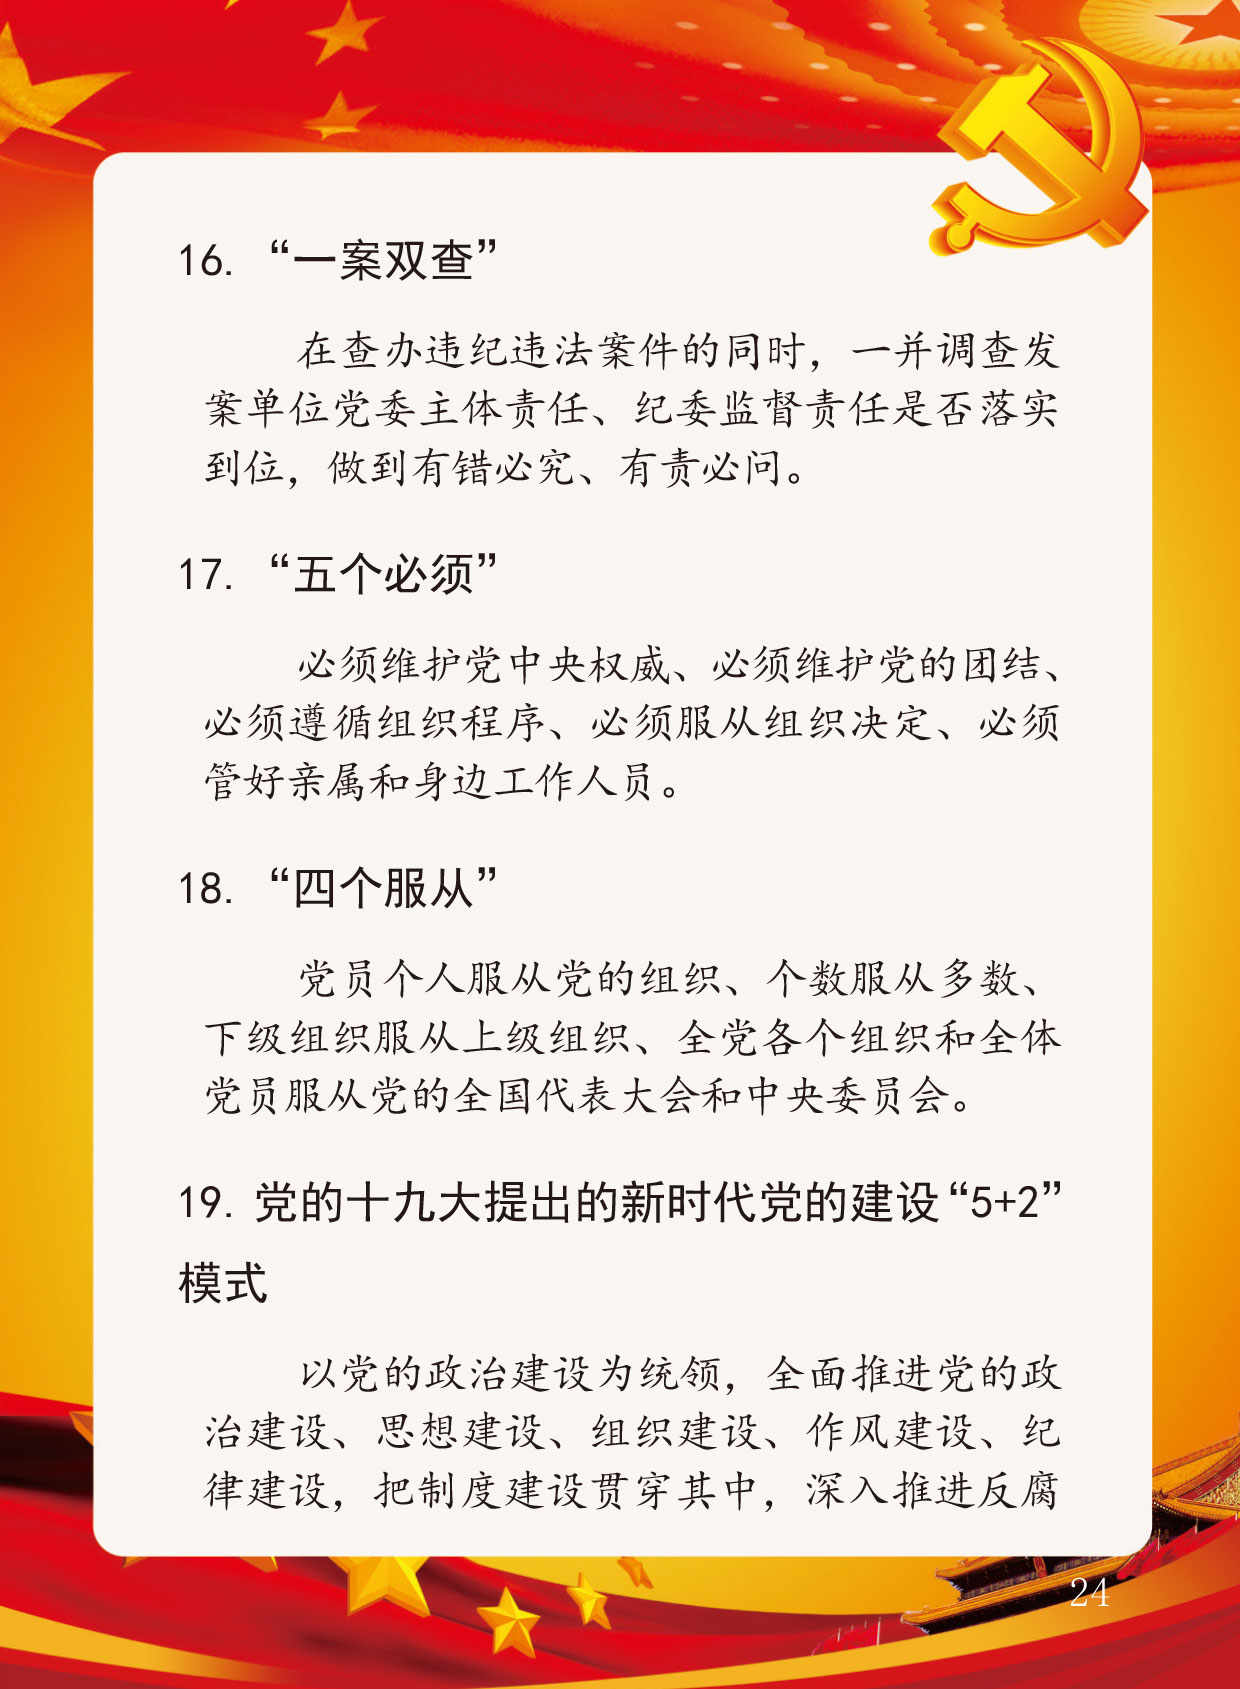 16. “一案双查”
在查办违纪违法案件的同时，一并调查发
案单位党委主体责任、纪委监督责任是否落实
到位，做到有错必究、有责必问。
17. “五个必须”
必须维护党中央权威、必须维护党的团结、
必须遵循组织程序、必须服从组织决定、必须
管好亲属和身边工作人员。
18. “四个服从”
党员个人服从党的组织、个数服从多数、
下级组织服从上级组织、全党各个组织和全体
党员服从党的全国代表大会和中央委员会。
19. 党的十九大提出的新时代党的建设“5+2”
模式
以党的政治建设为统领，全面推进党的政
治建设、思想建设、组织建设、作风建设、纪
律建设，把制度建设贯穿其中，深入推进反腐
24